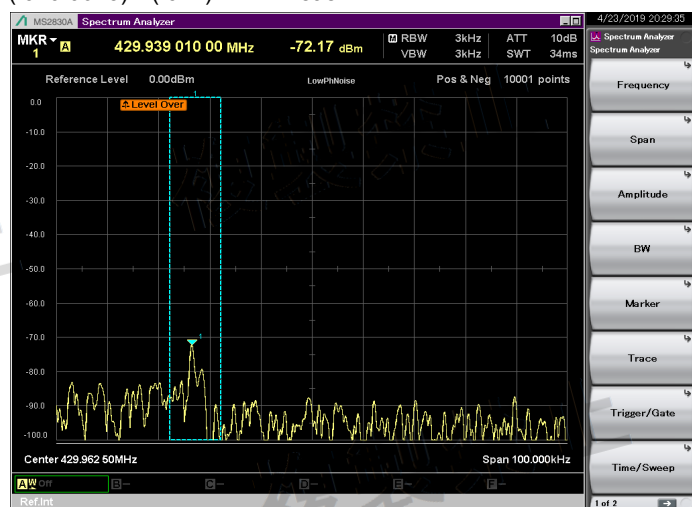 MS2830A Spectrum Analyzer
4/23/2019 20:29:35
MKR 1 A 429.939 010 00 MHz -72.17 dBm
M RBW 3kHz ATT 10dB
VBW 3kHz SWT 34ms
Spectrum Analyzer
Spectrum Analyzer
Reference Level 0.00dBm LowPhNoise Pos & Neg 10001 points
1
Level Over
0.0
-10.0
-20.0
-30.0
-40.0
-50.0
-60.0
-70.0
1
-80.0
-90.0
-100.0
Center 429.962 50MHz Span 100.000kHz
A W Off B - C - D - E - F -
Ref.Int
Frequency
Span
Amplitude
BW
Marker
Trace
Trigger/Gate
Time/Sweep
1 of 2